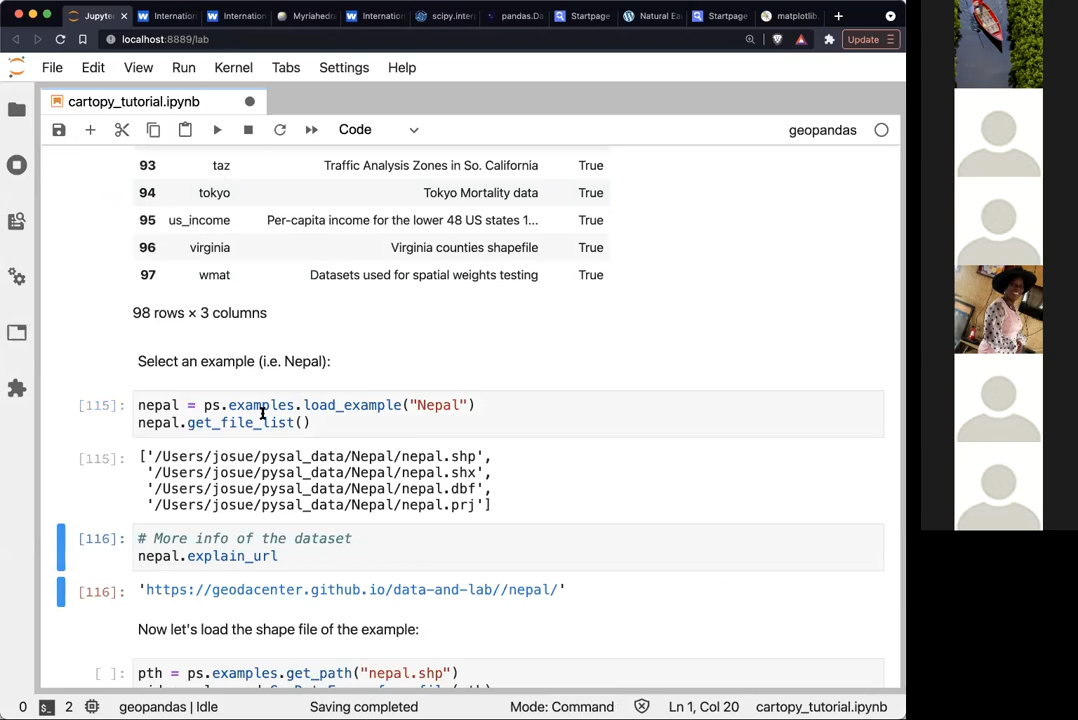 Jupyte
Internation
Internation
Myriahedra
Internation
scipy.inter
pandas.Da
Startpage
Natural Ear
Startpage
matplotlib.
localhost:8889/lab
Update
File Edit View Run Kernel Tabs Settings Help
cartopy_tutorial.ipynb
Code
geopandas
93 taz Traffic Analysis Zones in So. California True
94 tokyo Tokyo Mortality data True
95 us_income Per-capita income for the lower 48 US states 1... True
96 virginia Virginia counties shapefile True
97 wmat Datasets used for spatial weights testing True
98 rows × 3 columns
Select an example (i.e. Nepal):
[115]: nepal = ps.examples.load_example("Nepal")
nepal.get_file_list()
[115]: ['/Users/josue/pysal_data/Nepal/nepal.shp',
'/Users/josue/pysal_data/Nepal/nepal.shx',
'/Users/josue/pysal_data/Nepal/nepal.dbf',
'/Users/josue/pysal_data/Nepal/nepal.prj']
[116]: # More info of the dataset
nepal.explain_url
[116]: 'https://geodacenter.github.io/data-and-lab//nepal/'
Now let's load the shape file of the example:
[ ]: pth = ps.examples.get_path("nepal.shp")
0 $_ 2 geopandas | Idle Saving completed Mode: Command Ln 1, Col 20 cartopy_tutorial.ipynb